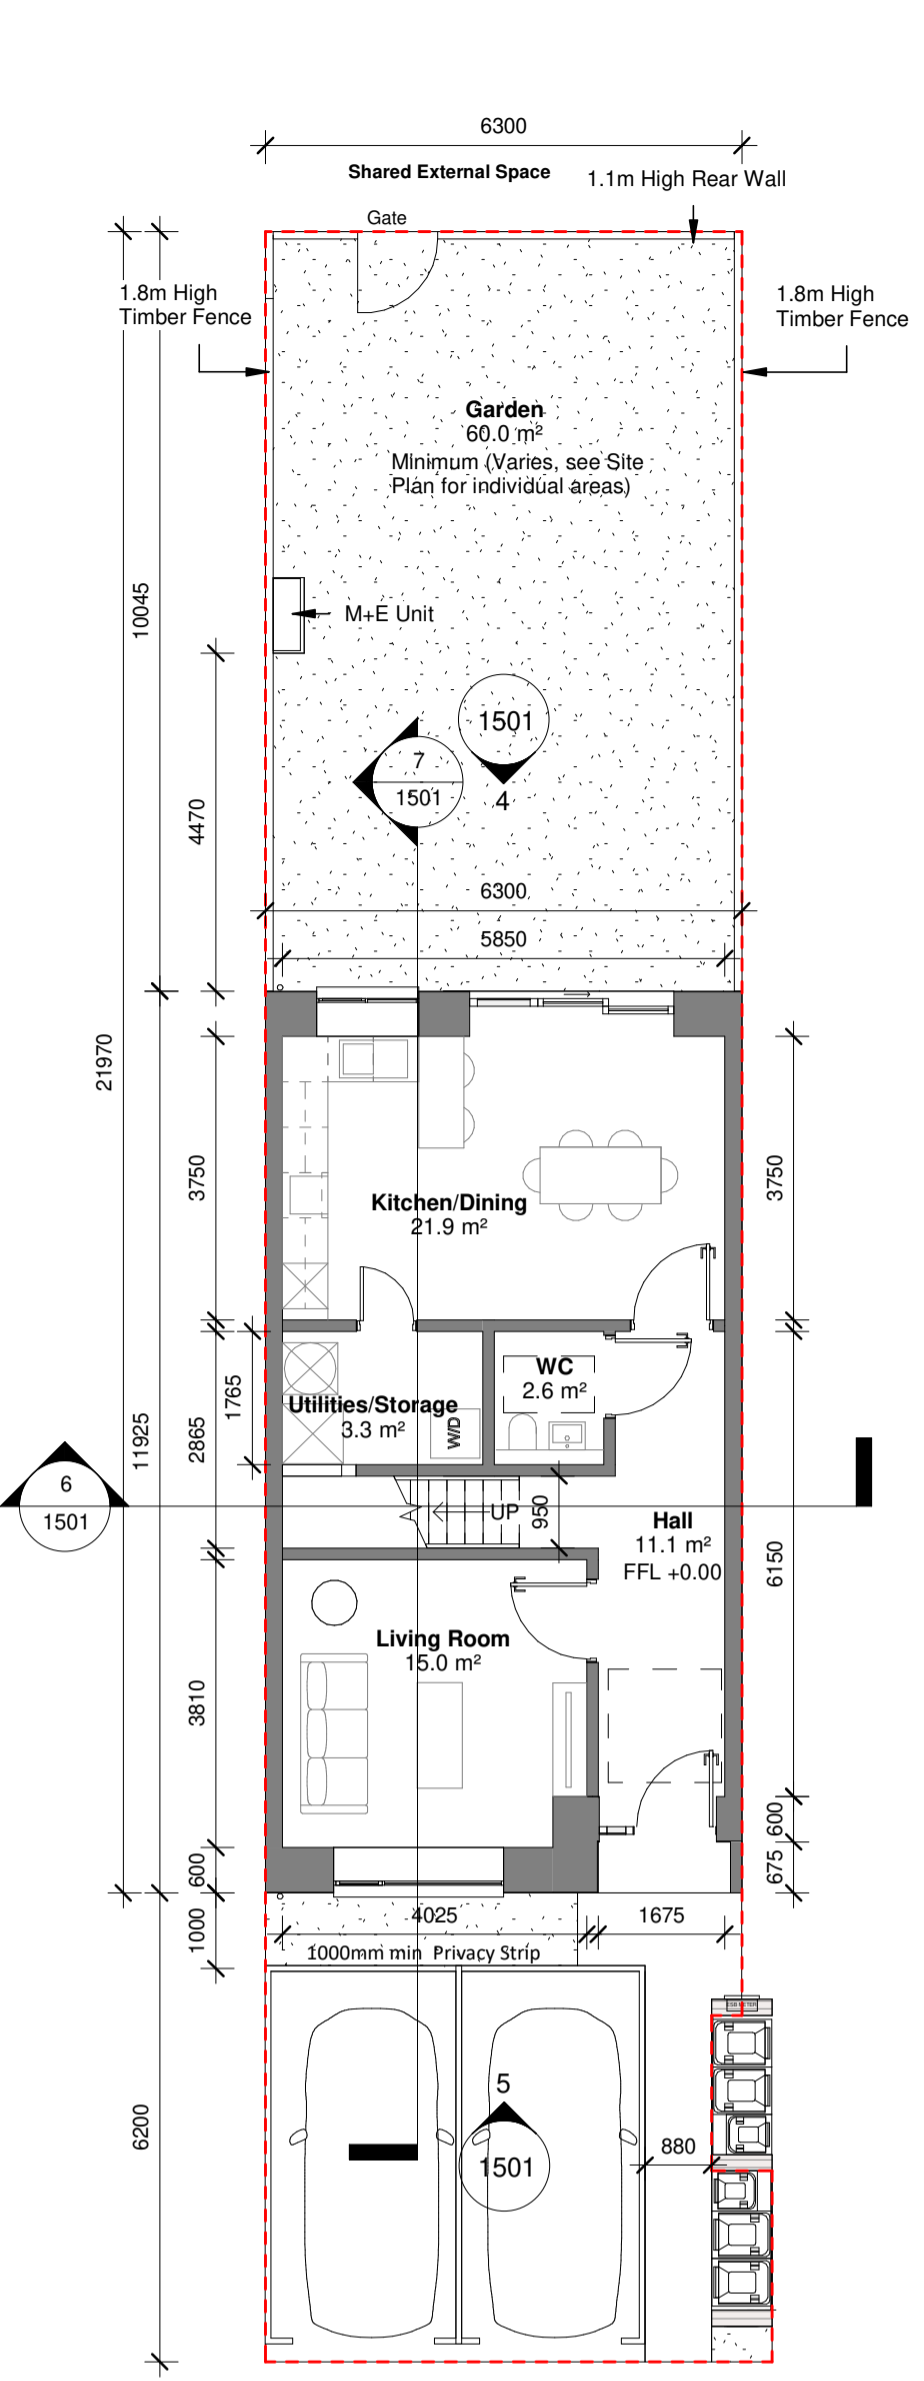 6300
Shared External Space
1.1m High Rear Wall
Gate
1.8m High
Timber Fence
1.8m High
Timber Fence
Garden
60.0 m²
Minimum (Varies, see Site
Plan for individual areas)
10045
M+E Unit
1501
4
7
1501
4470
6300
5850
21970
3750
3750
Kitchen/Dining
21.9 m²
WC
2.6 m²
1765
Utilities/Storage
3.3 m²
W/D
11925
2865
6
1501
UP
950
Hall
11.1 m²
FFL +0.00
6150
Living Room
15.0 m²
3810
600
600
675
1000
4025
1675
1000mm min Privacy Strip
ESB METER
5
1501
880
6200